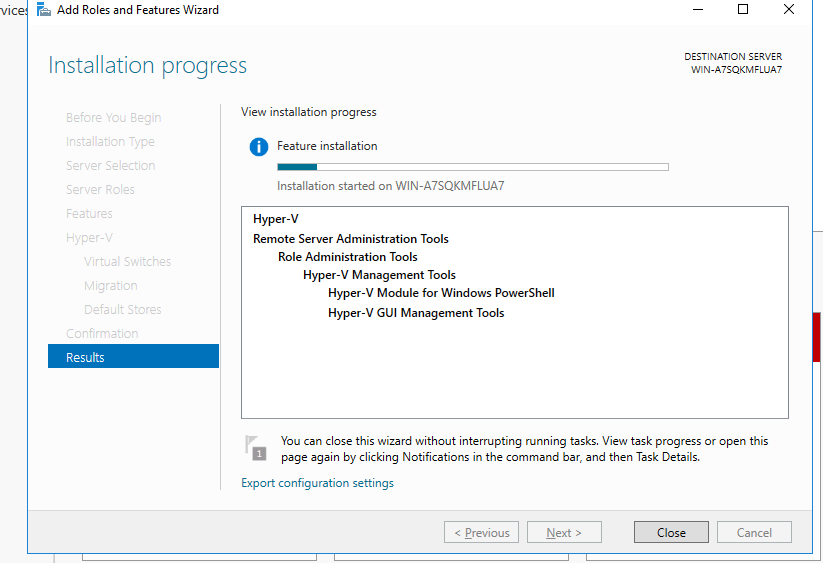 rvices
Add Roles and Features Wizard
Installation progress
DESTINATION SERVER
WIN-A7SQKMFLUA7
Before You Begin
Installation Type
Server Selection
Server Roles
Features
Hyper-V
Virtual Switches
Migration
Default Stores
Confirmation
Results
View installation progress
Feature installation
Installation started on WIN-A7SQKMFLUA7
Hyper-V
Remote Server Administration Tools
Role Administration Tools
Hyper-V Management Tools
Hyper-V Module for Windows PowerShell
Hyper-V GUI Management Tools
1
You can close this wizard without interrupting running tasks. View task progress or open this
page again by clicking Notifications in the command bar, and then Task Details.
Export configuration settings
< Previous
Next >
Close
Cancel